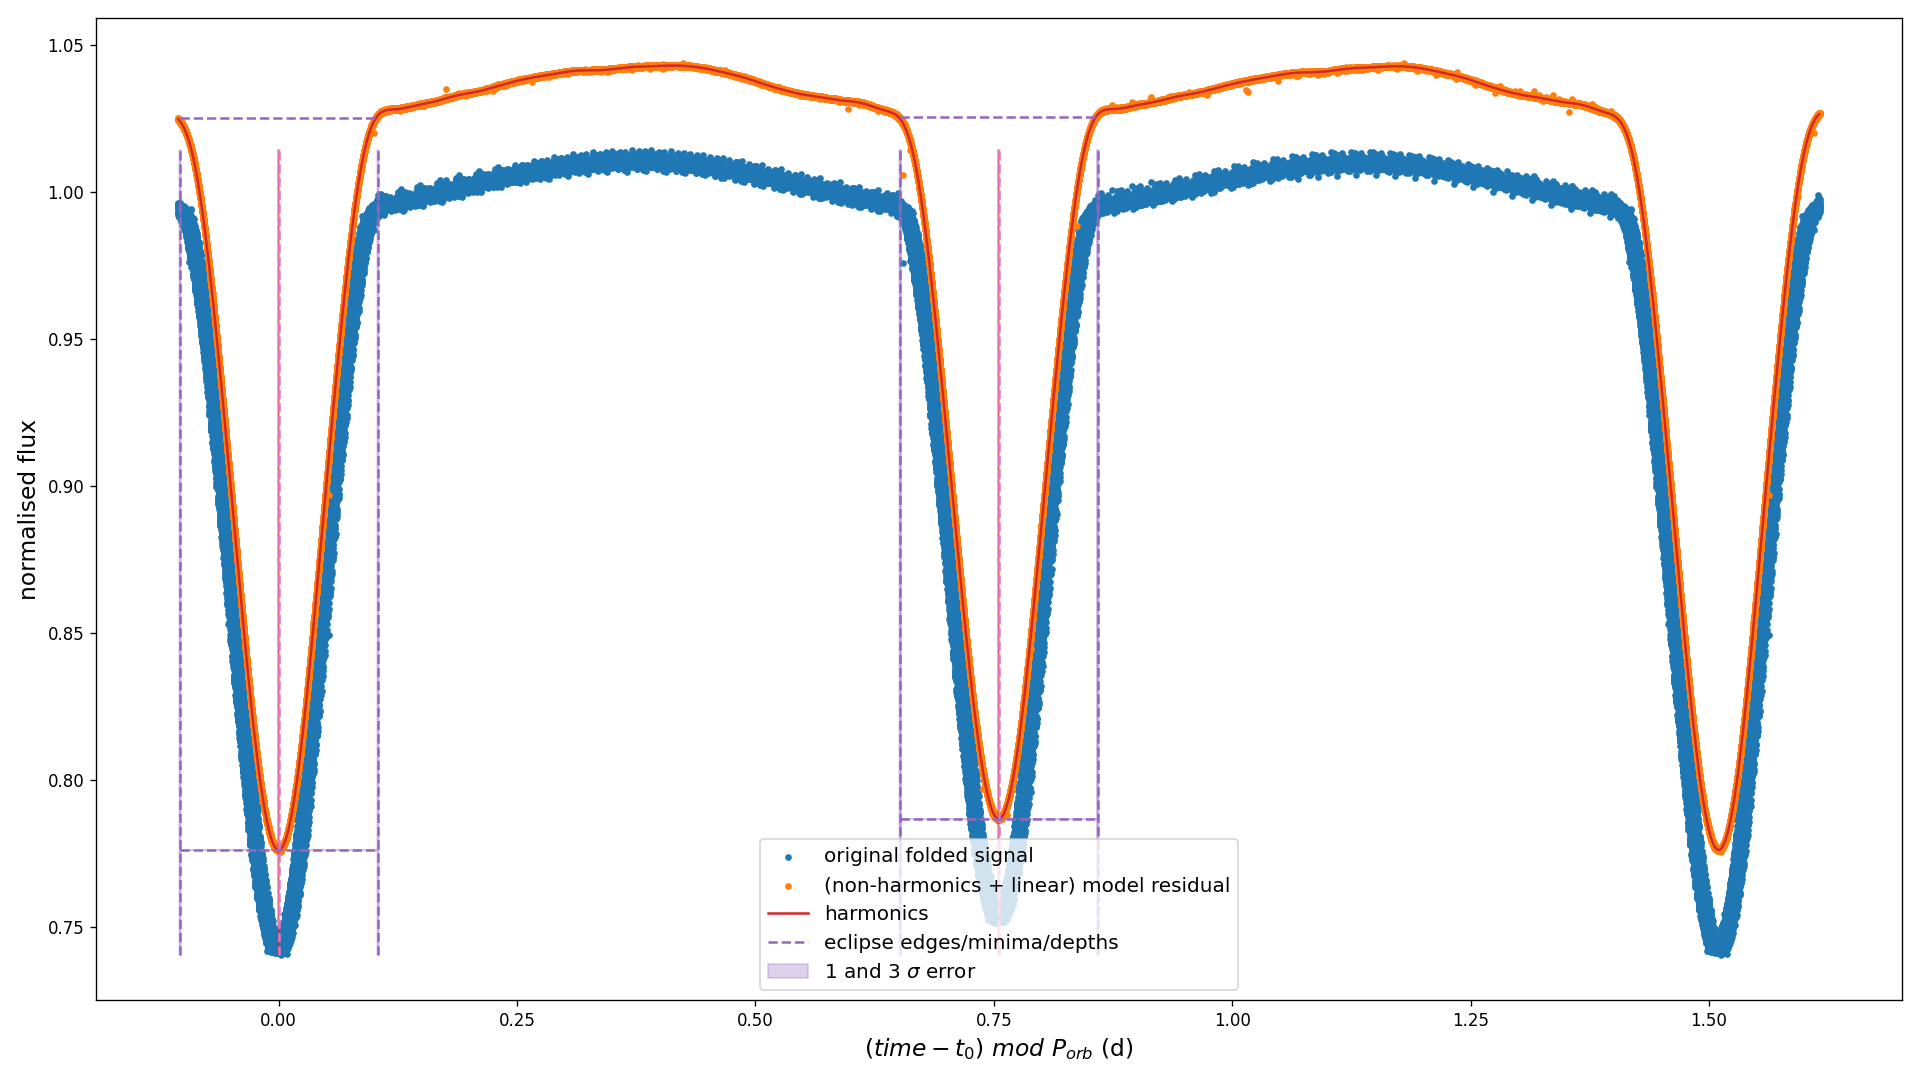 1.05
1.00
0.95
0.90
0.85
0.80
0.75
normalised flux
original folded signal
(non-harmonics + linear) model residual
harmonics
eclipse edges/minima/depths
1 and 3 σ error
0.00 0.25 0.50 0.75 1.00 1.25 1.50
(time − t₀) mod Pₒᵣb (d)